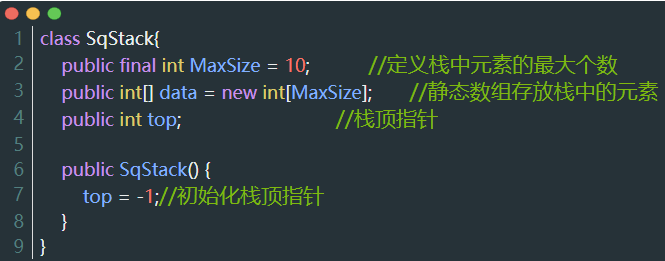 1 class SqStack{
2     public final int MaxSize = 10;          //定义栈中元素的最大个数
3     public int[] data = new int[MaxSize];      //静态数组存放栈中的元素
4     public int top;                         //栈顶指针
5
6     public SqStack() {
7         top = -1;//初始化栈顶指针
8     }
9 }